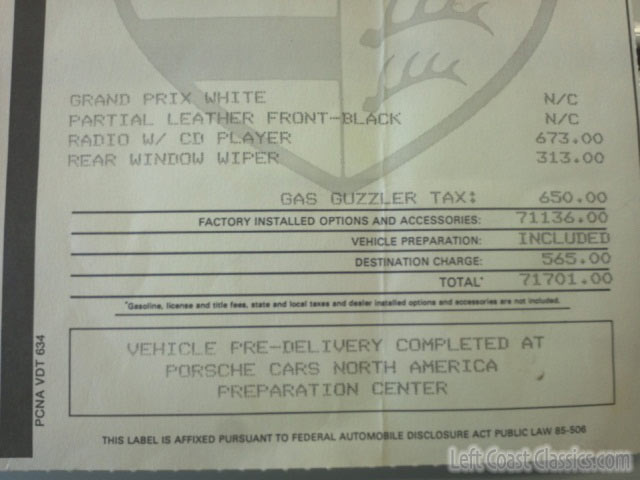 GRAND PRIX WHITE N/C
PARTIAL LEATHER FRONT-BLACK N/C
RADIO W/ CD PLAYER 673.00
REAR WINDOW WIPER 313.00
GAS GUZZLER TAX: 650.00
FACTORY INSTALLED OPTIONS AND ACCESSORIES: 71136.00
VEHICLE PREPARATION: INCLUDED
DESTINATION CHARGE: 565.00
TOTAL* 71701.00
*Gasoline, license and title fees, state and local taxes and dealer installed options and accessories are not included.
VEHICLE PRE-DELIVERY COMPLETED AT
PORSCHE CARS NORTH AMERICA
PREPARATION CENTER
PCNA VDT 634
THIS LABEL IS AFFIXED PURSUANT TO FEDERAL AUTOMOBILE DISCLOSURE ACT PUBLIC LAW 85-506
Left Coast Classics.com